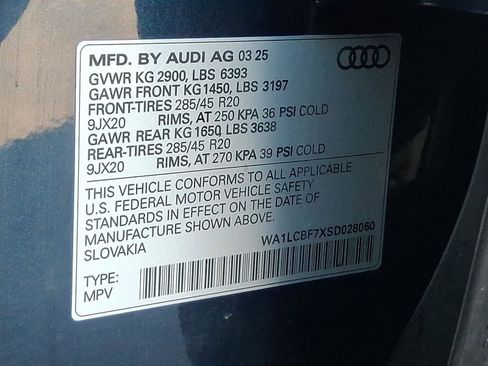 MFD. BY AUDI AG 03 25
GVWR KG 2900, LBS 6393
GAWR FRONT KG1450, LBS 3197
FRONT-TIRES 285/45 R20
9JX20 RIMS, AT 250 KPA 36 PSI COLD
GAWR REAR KG 1650, LBS 3638
REAR-TIRES 285/45 R20
9JX20 RIMS, AT 270 KPA 39 PSI COLD
THIS VEHICLE CONFORMS TO ALL APPLICABLE
U.S. FEDERAL MOTOR VEHICLE SAFETY
STANDARDS IN EFFECT ON THE DATE OF
MANUFACTURE SHOWN ABOVE.
SLOVAKIA WA1LCBF7XSD028060
TYPE:
MPV